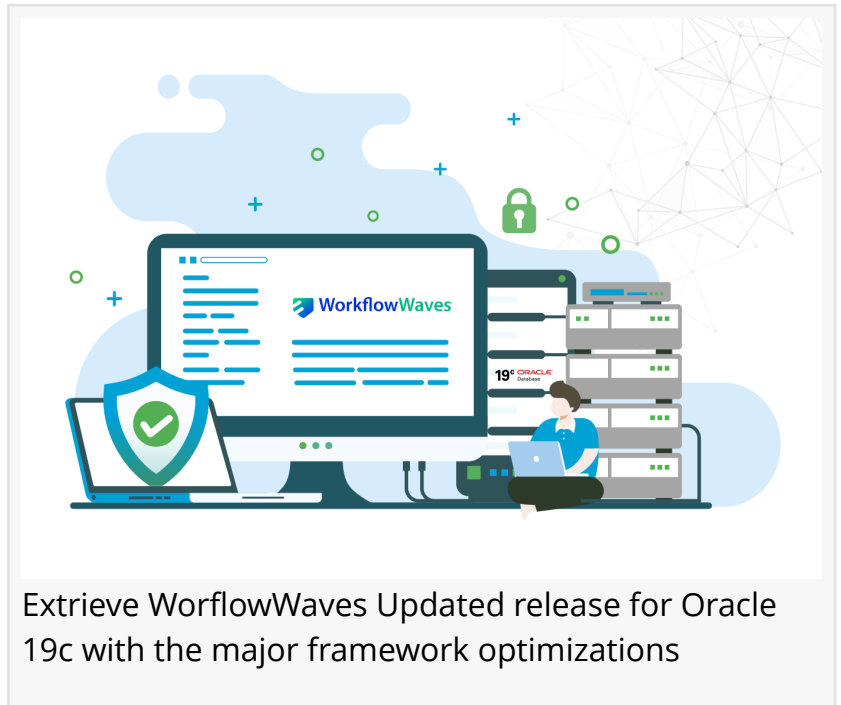 WorkflowWaves
19c ORACLE
Database
Extrieve WorflowWaves Updated release for Oracle
19c with the major framework optimizations